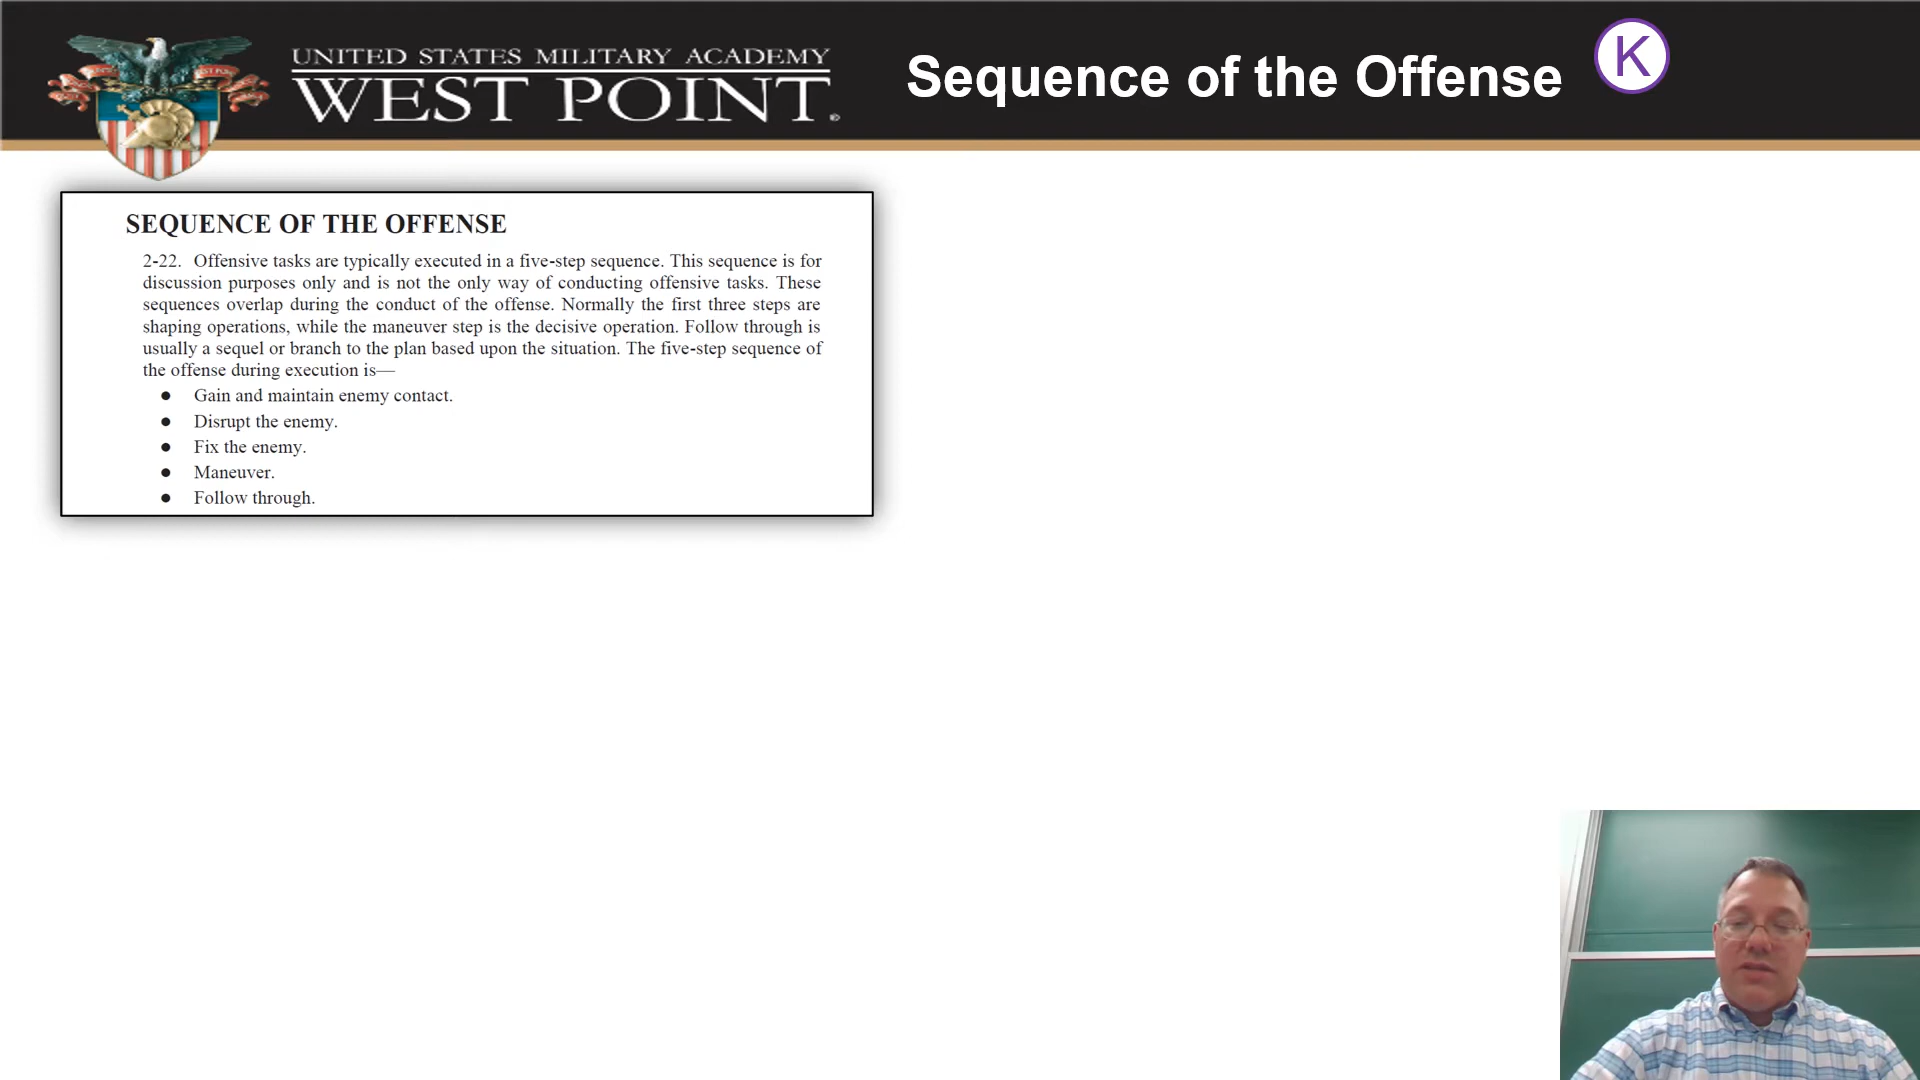 UNITED STATES MILITARY ACADEMY
WEST POINT
Sequence of the Offense
K
SEQUENCE OF THE OFFENSE
2-22. Offensive tasks are typically executed in a five-step sequence. This sequence is for
discussion purposes only and is not the only way of conducting offensive tasks. These
sequences overlap during the conduct of the offense. Normally the first three steps are
shaping operations, while the maneuver step is the decisive operation. Follow through is
usually a sequel or branch to the plan based upon the situation. The five-step sequence of
the offense during execution is—
● Gain and maintain enemy contact.
● Disrupt the enemy.
● Fix the enemy.
● Maneuver.
● Follow through.